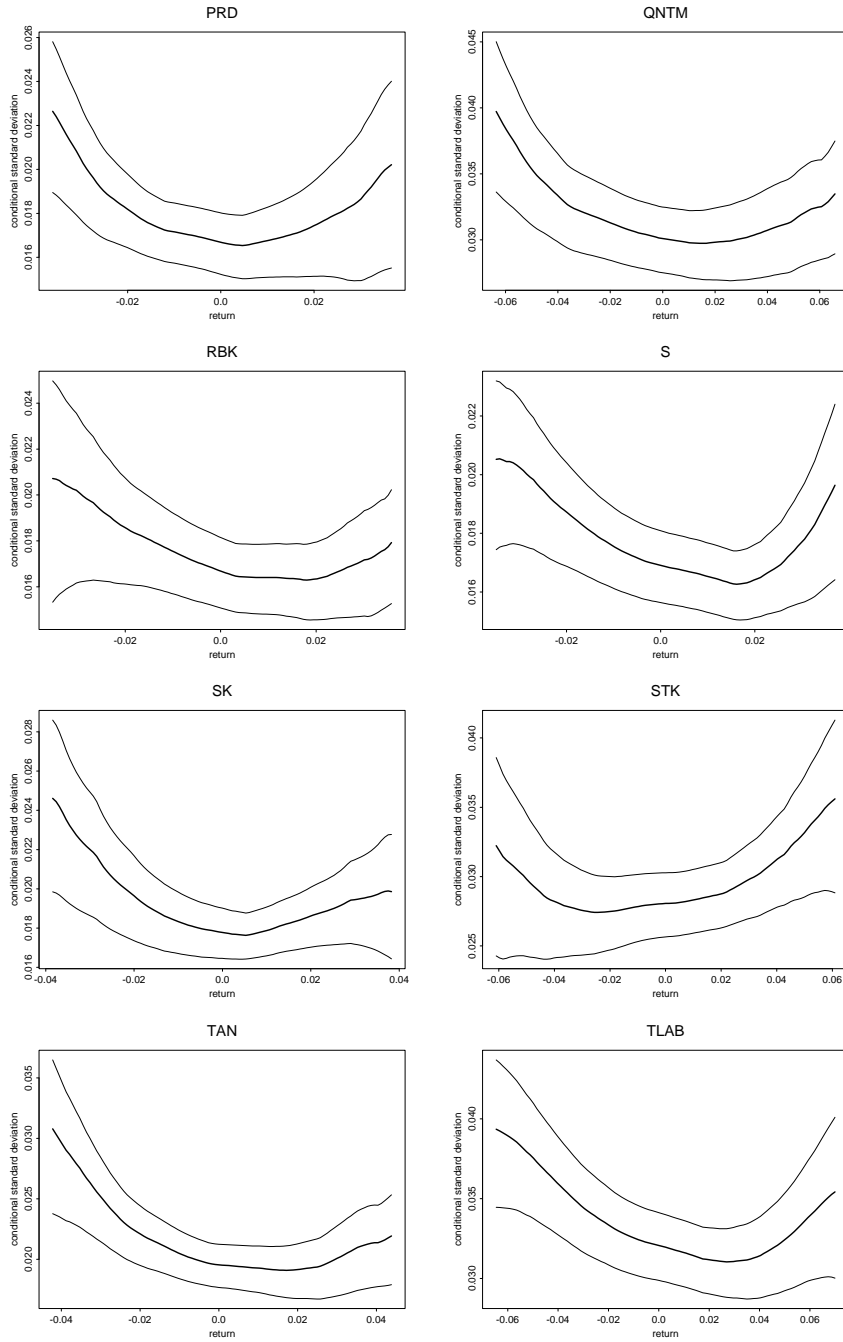 PRD
conditional standard deviation
0.016 0.018 0.020 0.022 0.024 0.026
-0.02 0.0 0.02
return
QNTM
conditional standard deviation
0.030 0.035 0.040 0.045
-0.06 -0.04 -0.02 0.0 0.02 0.04 0.06
return
RBK
conditional standard deviation
0.016 0.018 0.020 0.022 0.024
-0.02 0.0 0.02
return
S
conditional standard deviation
0.016 0.018 0.020 0.022
-0.02 0.0 0.02
return
SK
conditional standard deviation
0.016 0.018 0.020 0.022 0.024 0.026 0.028
-0.04 -0.02 0.0 0.02 0.04
return
STK
conditional standard deviation
0.025 0.030 0.035 0.040
-0.06 -0.04 -0.02 0.0 0.02 0.04 0.06
return
TAN
conditional standard deviation
0.020 0.025 0.030 0.035
-0.04 -0.02 0.0 0.02 0.04
return
TLAB
conditional standard deviation
0.030 0.035 0.040
-0.06 -0.04 -0.02 0.0 0.02 0.04 0.06
return